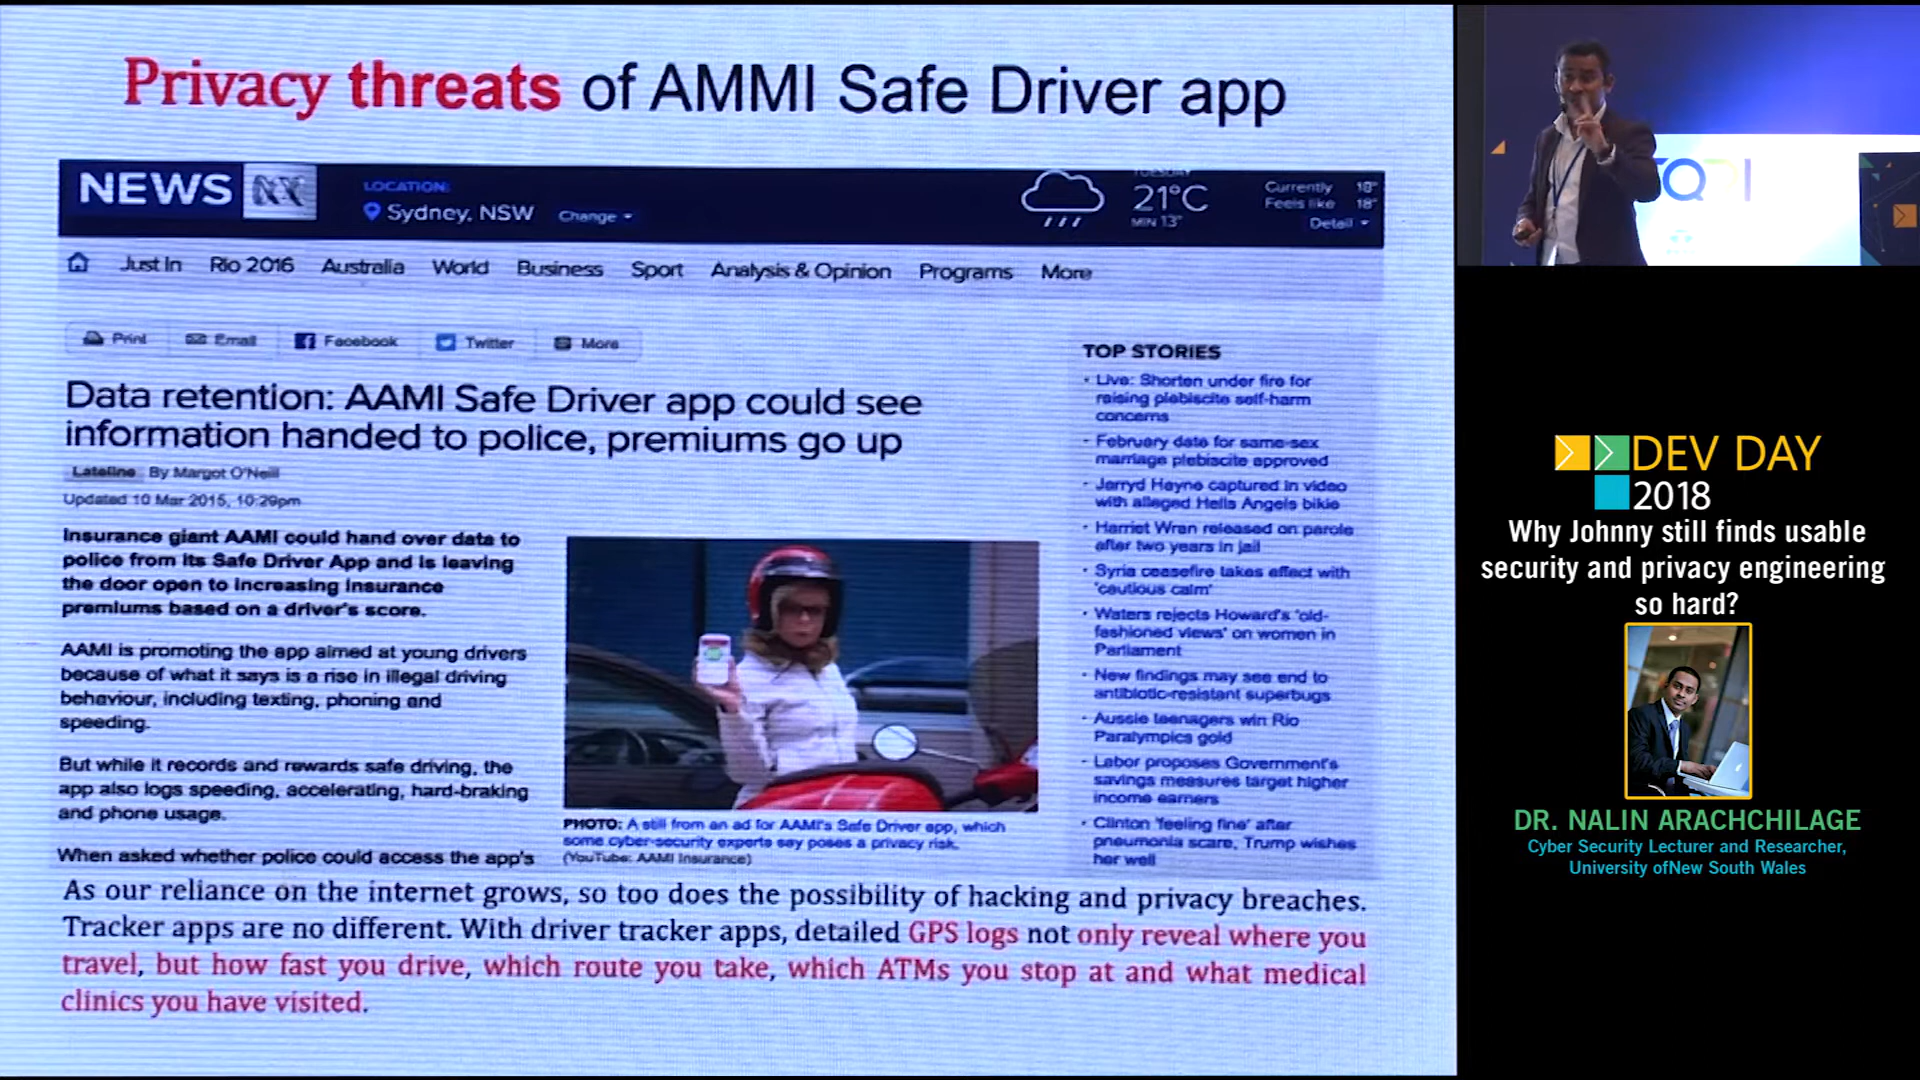 Privacy threats of AMMI Safe Driver app
NEWS
LOCATION:
Sydney, NSW Change
TUESDAY
21°C
MIN 13°
Currently 18°
Feels like 18°
Detail
Just In Rio 2016 Australia World Business Sport Analysis & Opinion Programs More
Print Email Facebook Twitter More
Data retention: AAMI Safe Driver app could see
information handed to police, premiums go up
Lateline By Margot O'Neill
Updated 10 Mar 2015, 10:29pm
Insurance giant AAMI could hand over data to
police from its Safe Driver App and is leaving
the door open to increasing insurance
premiums based on a driver's score.
AAMI is promoting the app aimed at young drivers
because of what it says is a rise in illegal driving
behaviour, including texting, phoning and
speeding.
But while it records and rewards safe driving, the
app also logs speeding, accelerating, hard-braking
and phone usage.
When asked whether police could access the app's
PHOTO: A still from an ad for AAMI's Safe Driver app, which
some cyber-security experts say poses a privacy risk.
(YouTube: AAMI Insurance)
TOP STORIES
Live: Shorten under fire for
raising plebiscite self-harm
concerns
February date for same-sex
marriage plebiscite approved
Jarryd Hayne captured in video
with alleged Hells Angels bikie
Harriet Wran released on parole
after two years in jail
Syria ceasefire takes effect with
'cautious calm'
Waters rejects Howard's 'old-
fashioned views' on women in
Parliament
New findings may see end to
antibiotic-resistant superbugs
Aussie teenagers win Rio
Paralympics gold
Labor proposes Government's
savings measures target higher
income earners
Clinton 'feeling fine' after
pneumonia scare, Trump wishes
her well
As our reliance on the internet grows, so too does the possibility of hacking and privacy breaches.
Tracker apps are no different. With driver tracker apps, detailed GPS logs not only reveal where you
travel, but how fast you drive, which route you take, which ATMs you stop at and what medical
clinics you have visited.
DEV DAY
2018
Why Johnny still finds usable
security and privacy engineering
so hard?
DR. NALIN ARACHCHILAGE
Cyber Security Lecturer and Researcher,
University ofNew South Wales